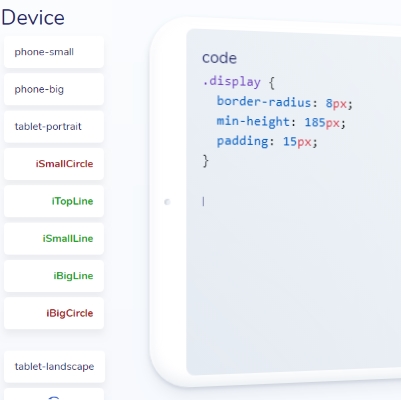 Device
phone-small
phone-big
tablet-portrait
iSmallCircle
iTopLine
iSmallLine
iBigLine
iBigCircle
tablet-landscape
code
.display {
border-radius: 8px;
min-height: 185px;
padding: 15px;
}